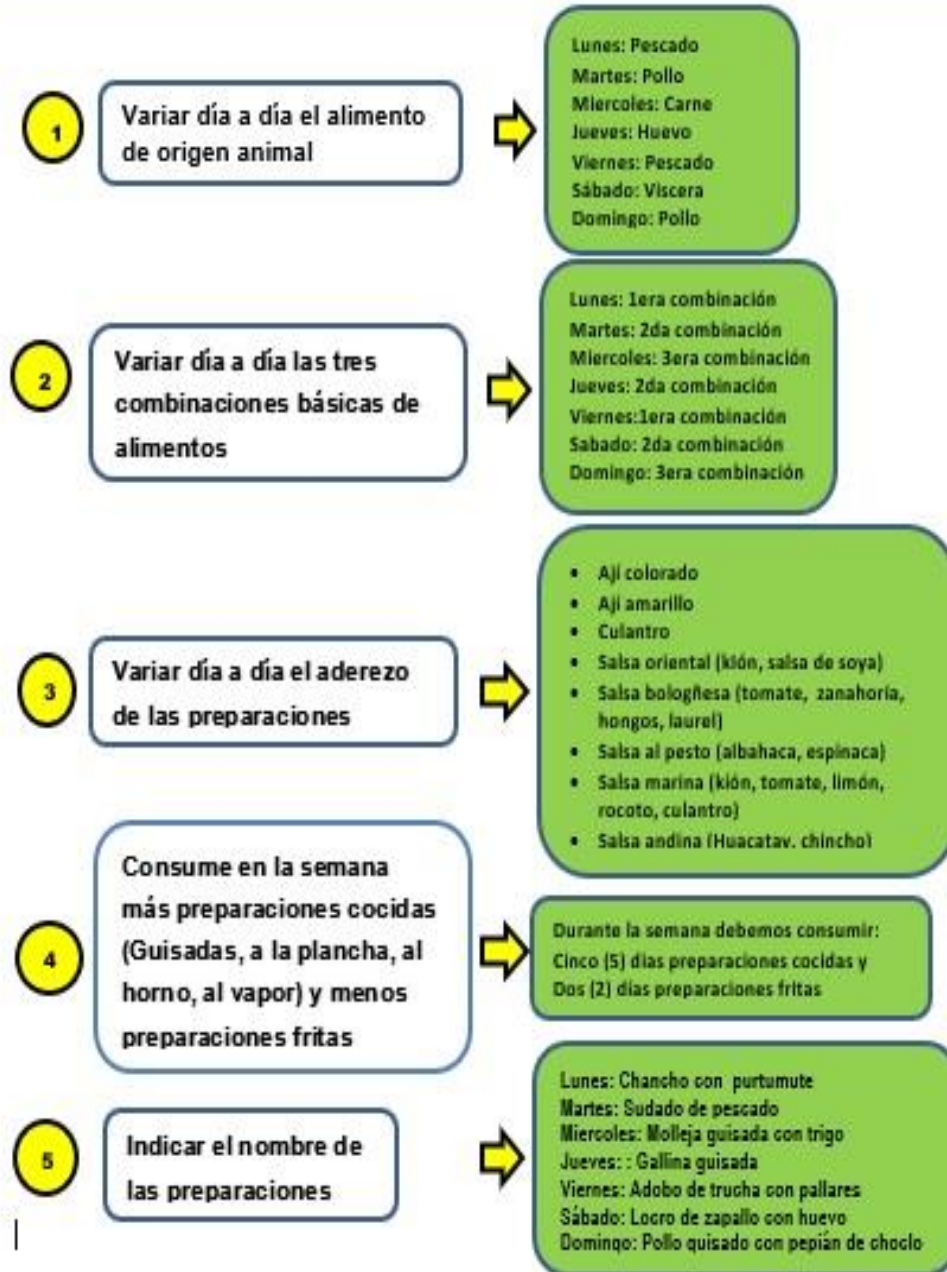 1
Variar día a día el alimento
de origen animal
Lunes: Pescado
Martes: Pollo
Miercoles: Carne
Jueves: Huevo
Viernes: Pescado
Sábado: Viscera
Domingo: Pollo
2
Variar día a día las tres
combinaciones básicas de
alimentos
Lunes: 1era combinación
Martes: 2da combinación
Miercoles: 3era combinación
Jueves: 2da combinación
Viernes:1era combinación
Sabado: 2da combinación
Domingo: 3era combinación
3
Variar día a día el aderezo
de las preparaciones
• Ají colorado
• Ají amarillo
• Culantro
• Salsa oriental (kión, salsa de soya)
• Salsa bologñesa (tomate, zanahoría,
hongos, laurel)
• Salsa al pesto (albahaca, espinaca)
• Salsa marina (kión, tomate, limón,
rocoto, culantro)
• Salsa andina (Huacatay, chincho)
4
Consume en la semana
más preparaciones cocidas
(Guisadas, a la plancha, al
horno, al vapor) y menos
preparaciones fritas
Durante la semana debemos consumir:
Cinco (5) días preparaciones cocidas y
Dos (2) días preparaciones fritas
5
Indicar el nombre de
las preparaciones
Lunes: Chancho con purtumute
Martes: Sudado de pescado
Miercoles: Molleja guisada con trigo
Jueves: : Gallina guisada
Viernes: Adobo de trucha con pallares
Sábado: Locro de zapallo con huevo
Domingo: Pollo guisado con pepián de choclo